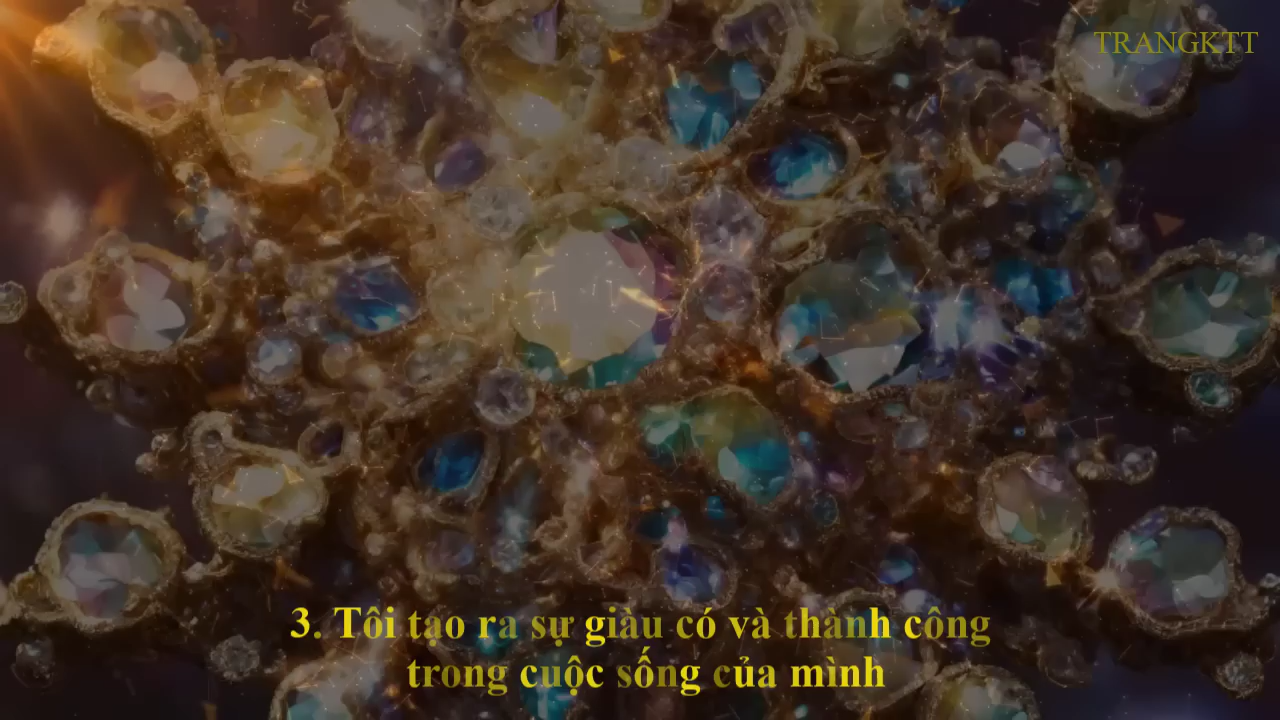 TRANGKTT
3. Tôi tạo ra sự giàu có và thành công
trong cuộc sống của mình